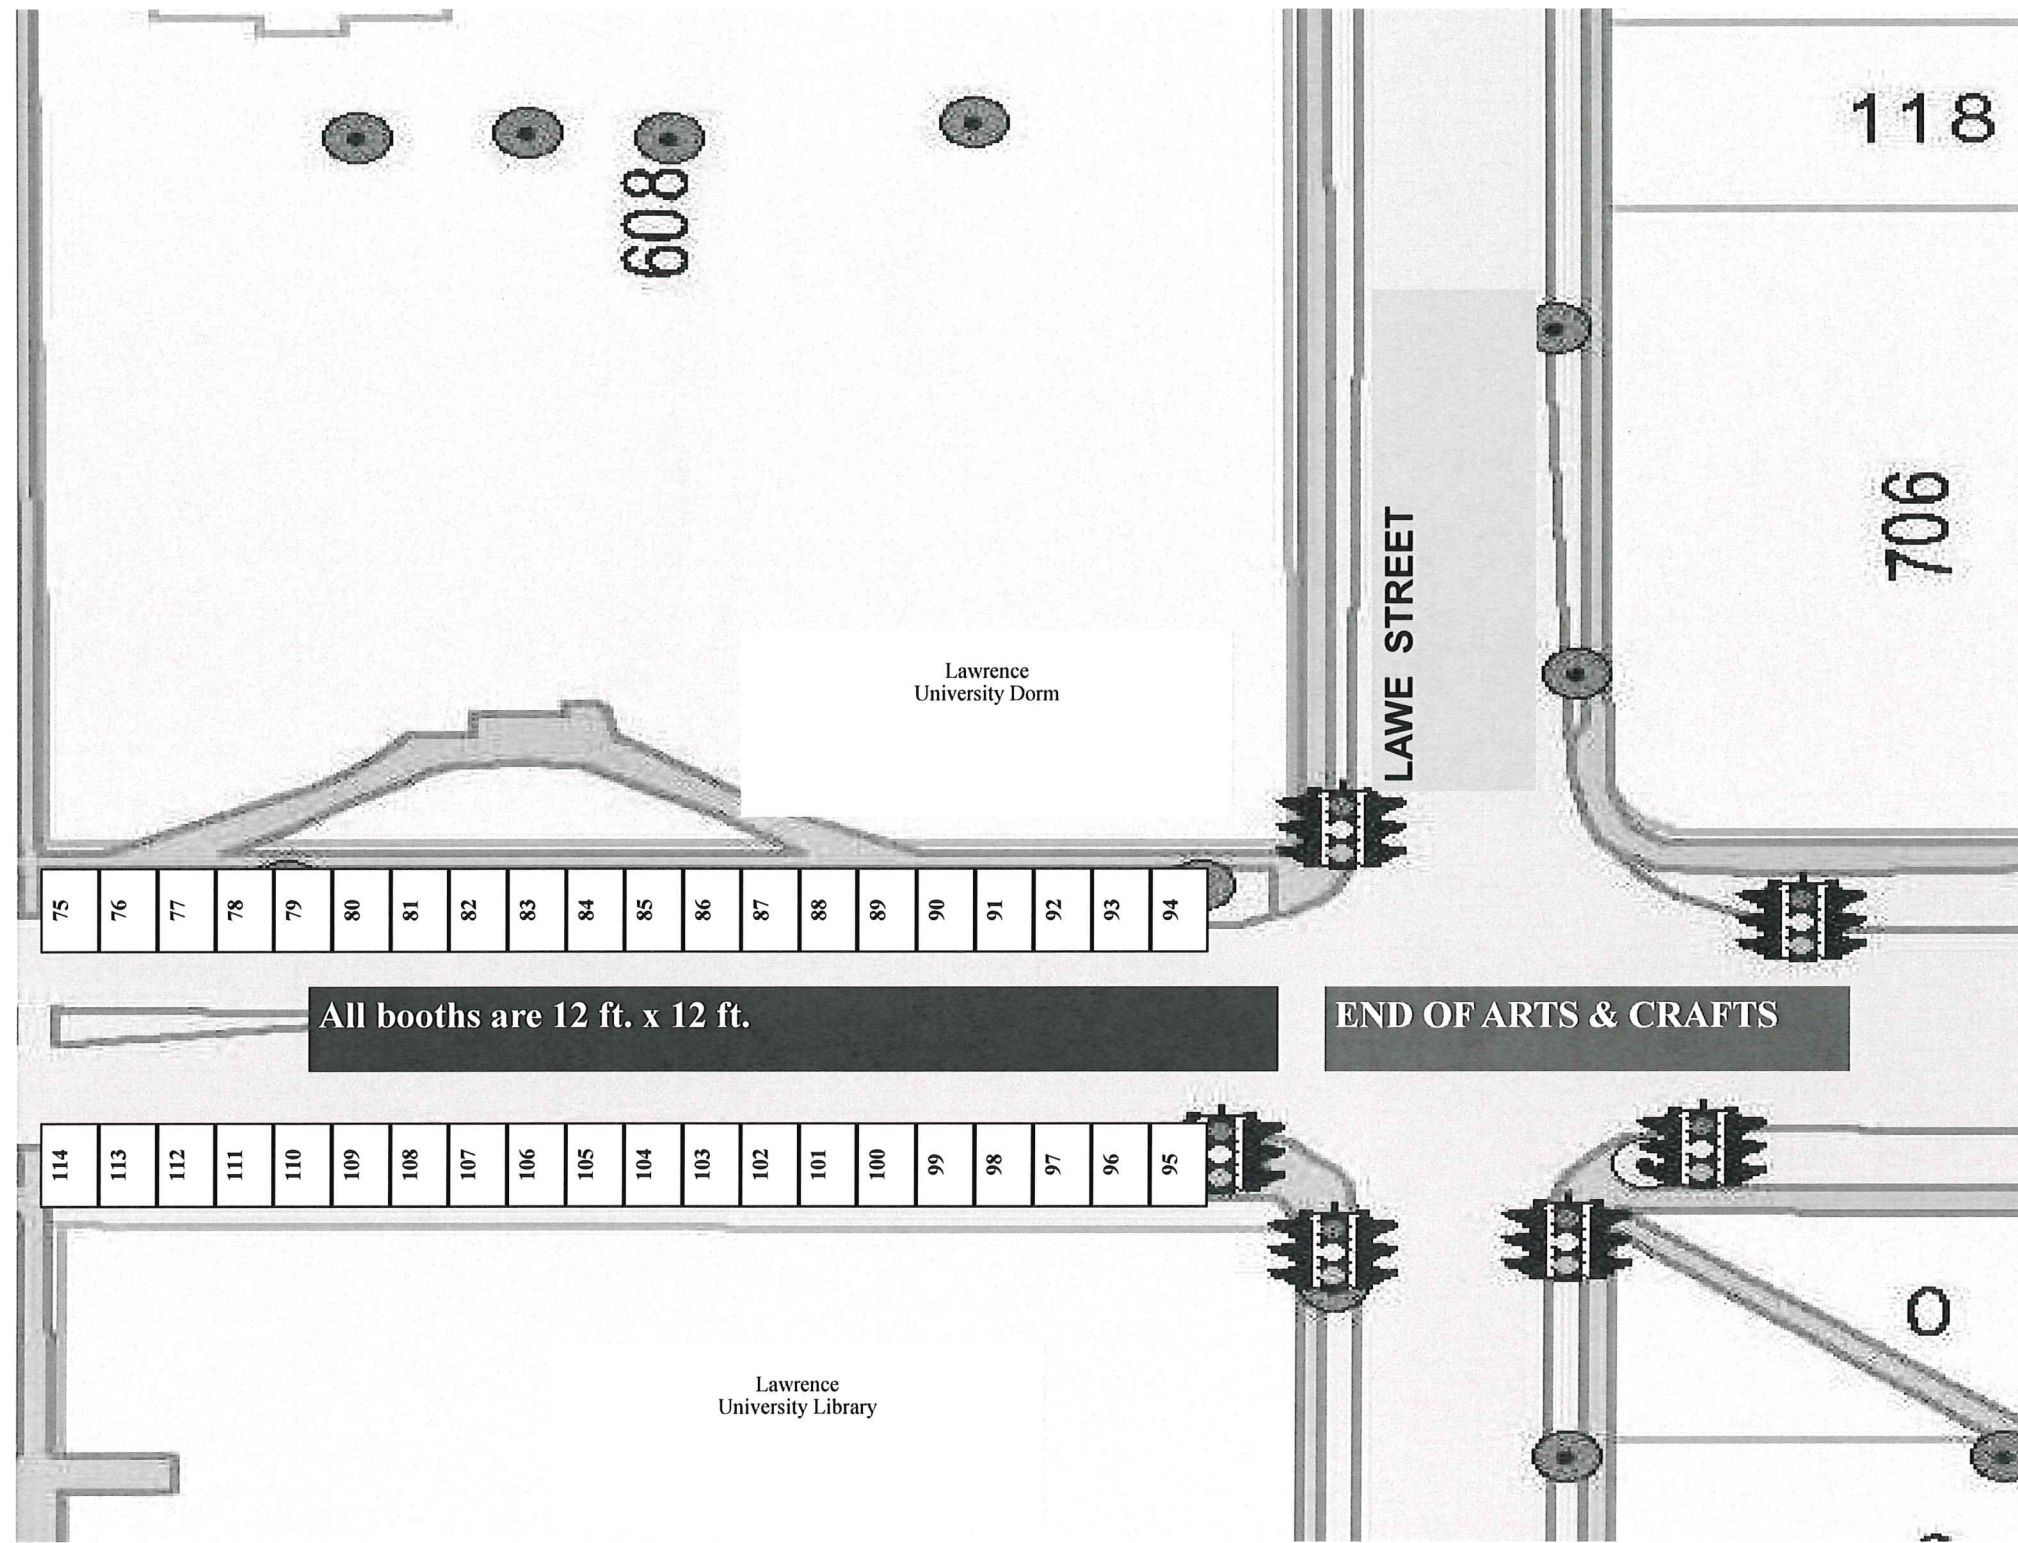 118
608
706
LAWE STREET
Lawrence
University Dorm
75 76 77 78 79 80 81 82 83 84 85 86 87 88 89 90 91 92 93 94
All booths are 12 ft. x 12 ft.
END OF ARTS & CRAFTS
114 113 112 111 110 109 108 107 106 105 104 103 102 101 100 99 98 97 96 95
O
Lawrence
University Library